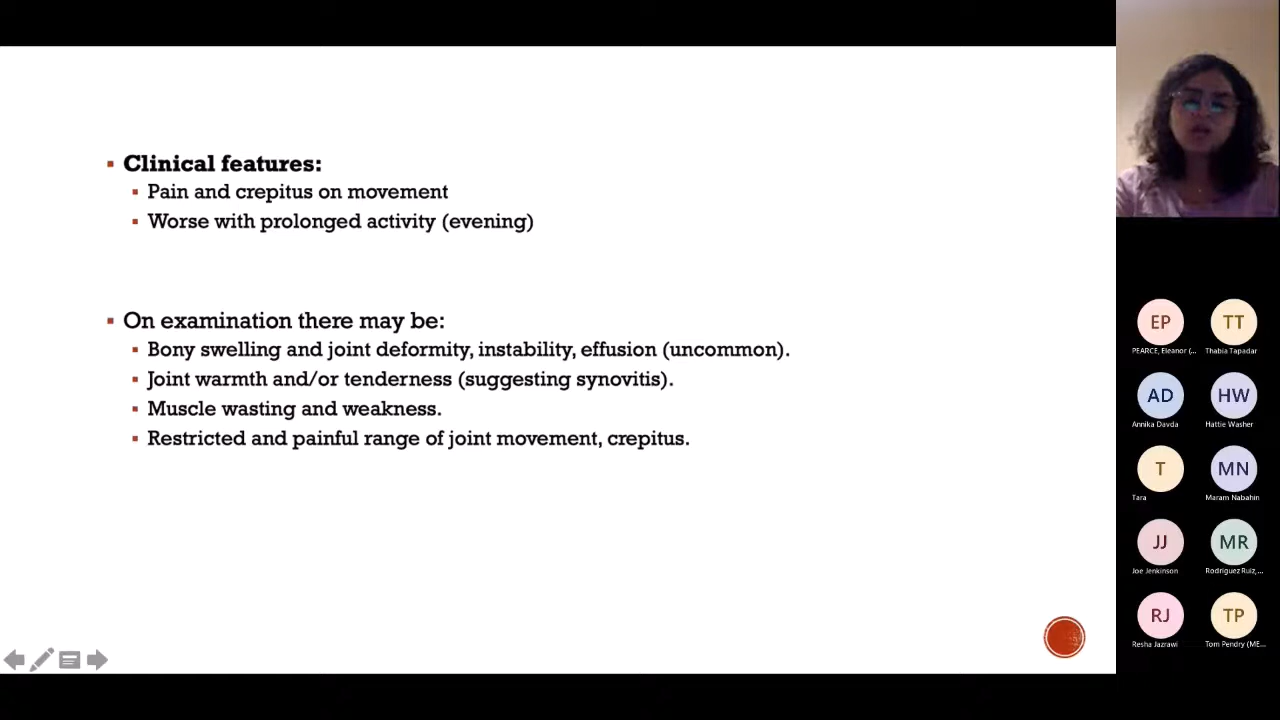 Clinical features:
Pain and crepitus on movement
Worse with prolonged activity (evening)
On examination there may be:
Bony swelling and joint deformity, instability, effusion (uncommon).
Joint warmth and/or tenderness (suggesting synovitis).
Muscle wasting and weakness.
Restricted and painful range of joint movement, crepitus.
EP
TT
PEARCE, Eleanor (...
Thabia Tapadar
AD
HW
Annika Davda
Hattie Washer
T
MN
Tara
Maram Nabahin
JJ
MR
Joe Jenkinson
Rodriguez Ruiz,...
RJ
TP
Resha Jazrawi
Tom Pendry (ME...